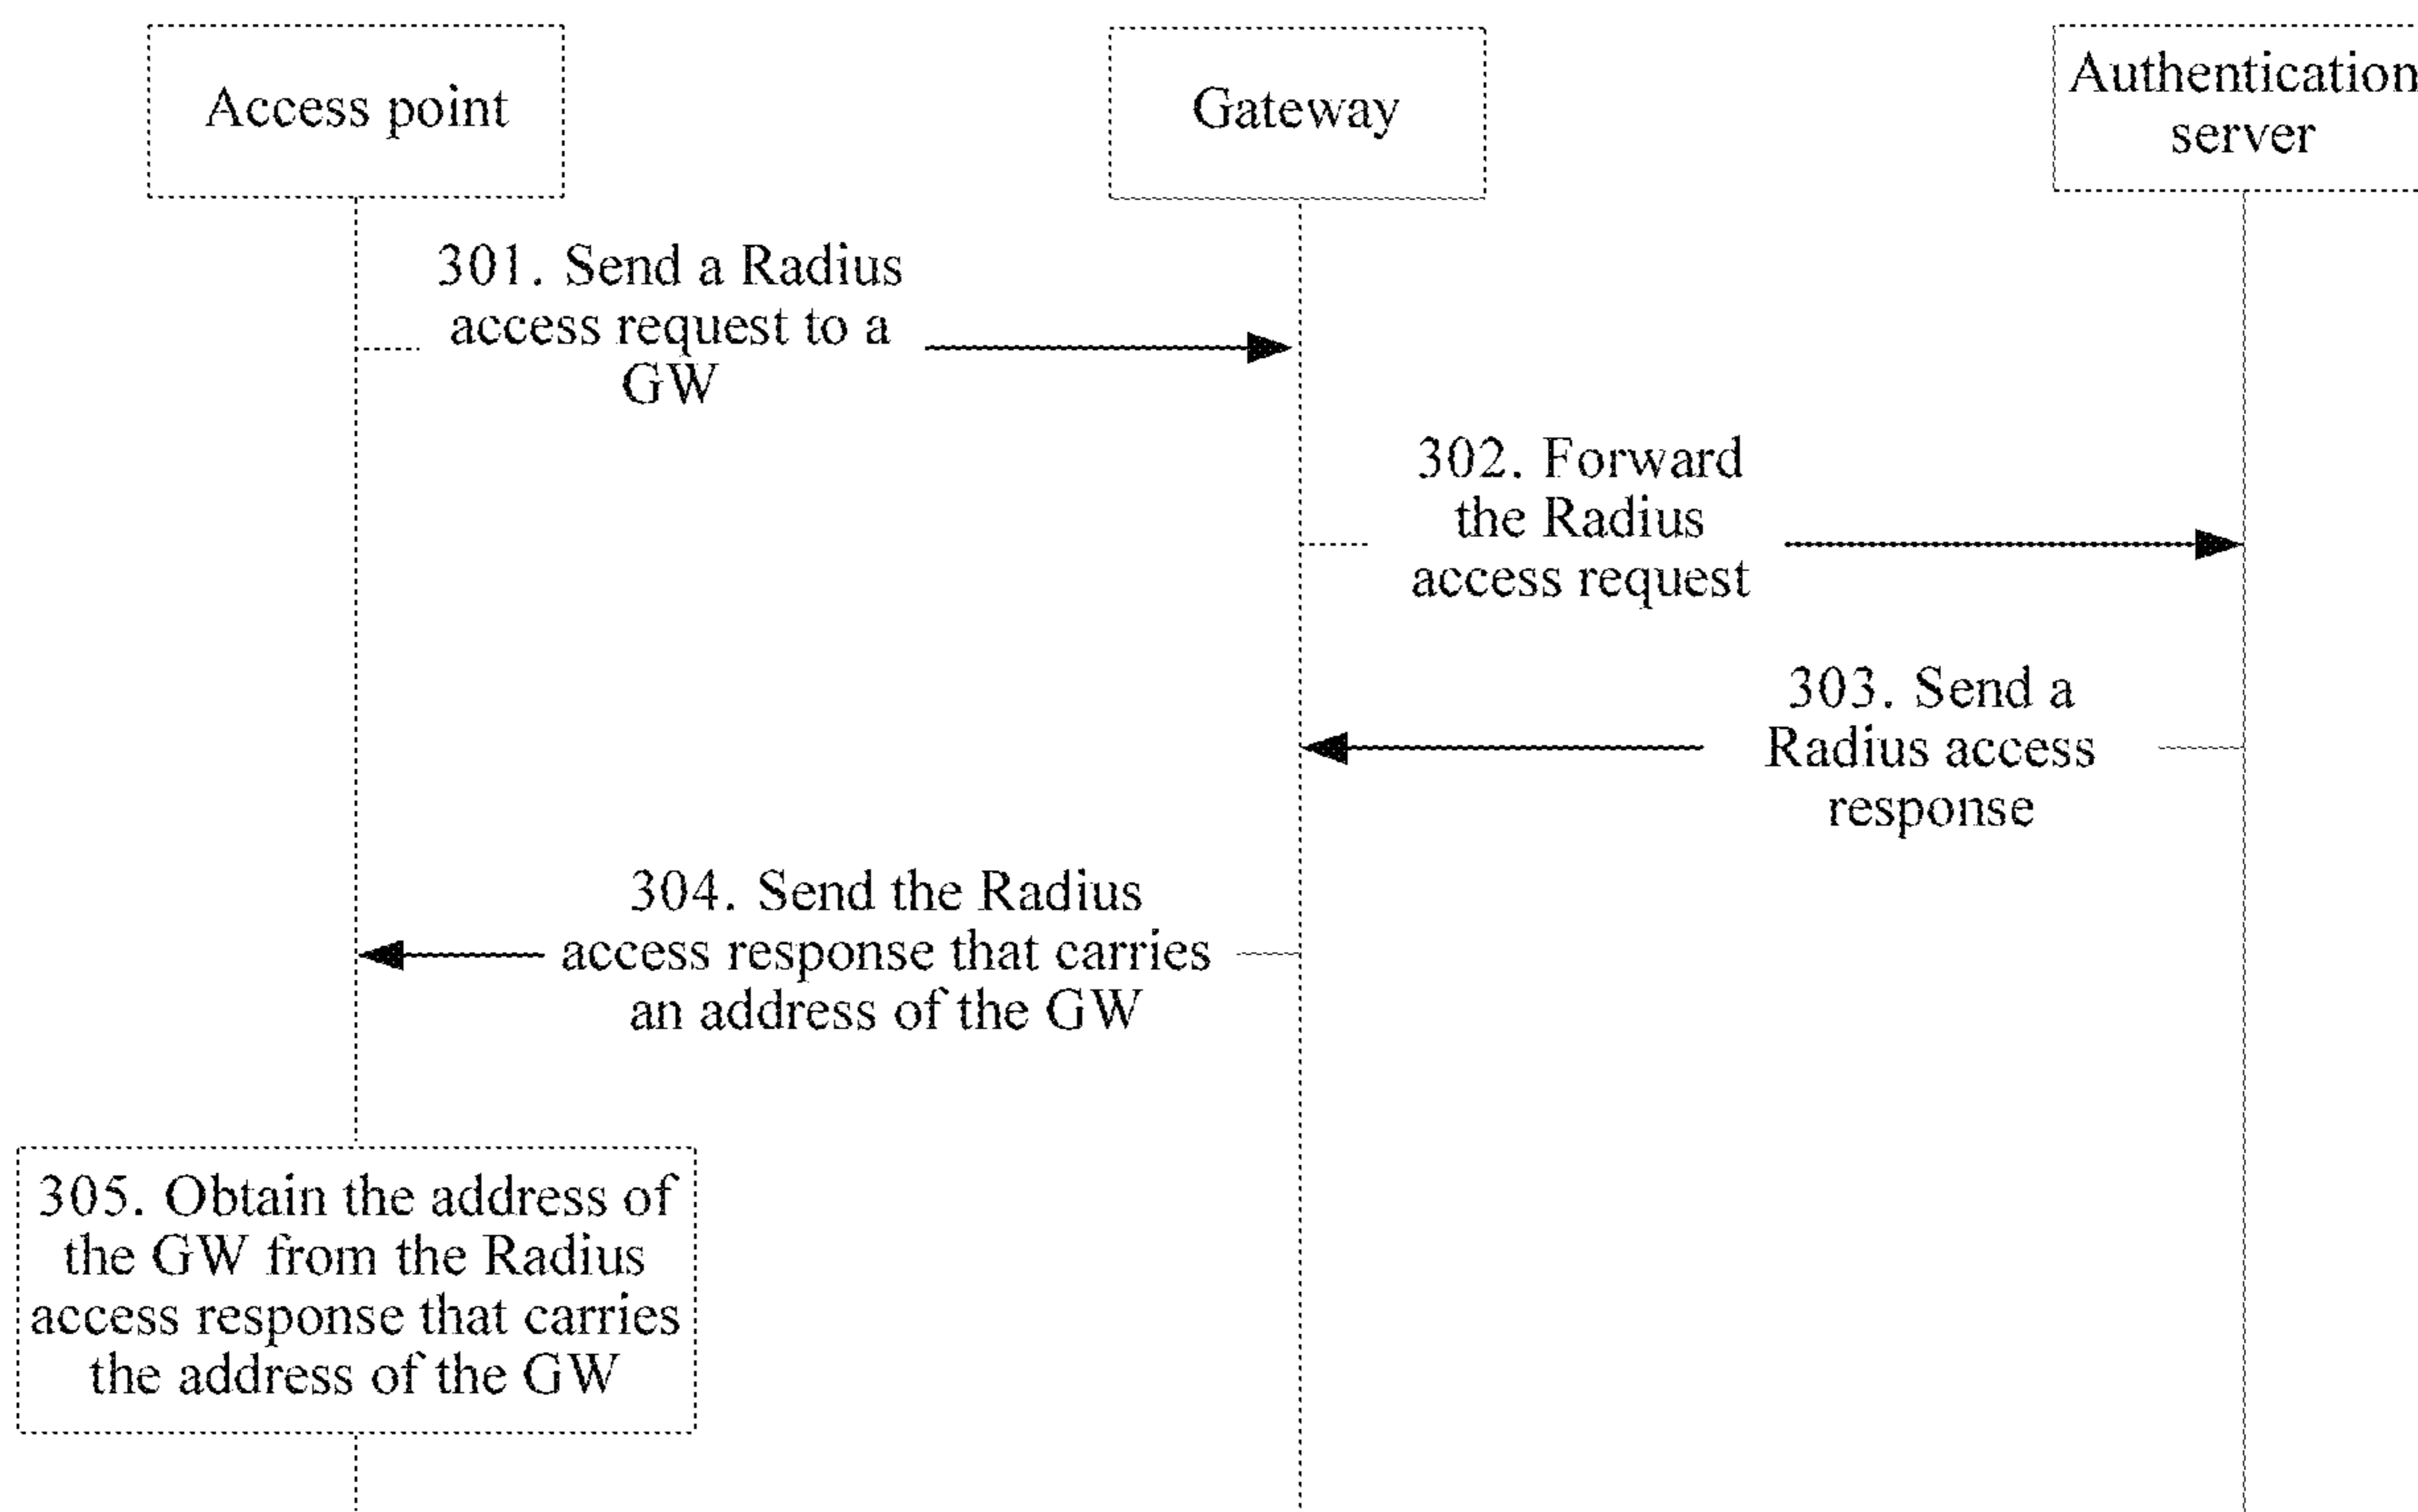 Access point
Gateway
Authentication
server
301. Send a Radius
access request to a
GW
302. Forward
the Radius
access request
303. Send a
Radius access
response
304. Send the Radius
access response that carries
an address of the GW
305. Obtain the address of
the GW from the Radius
access response that carries
the address of the GW